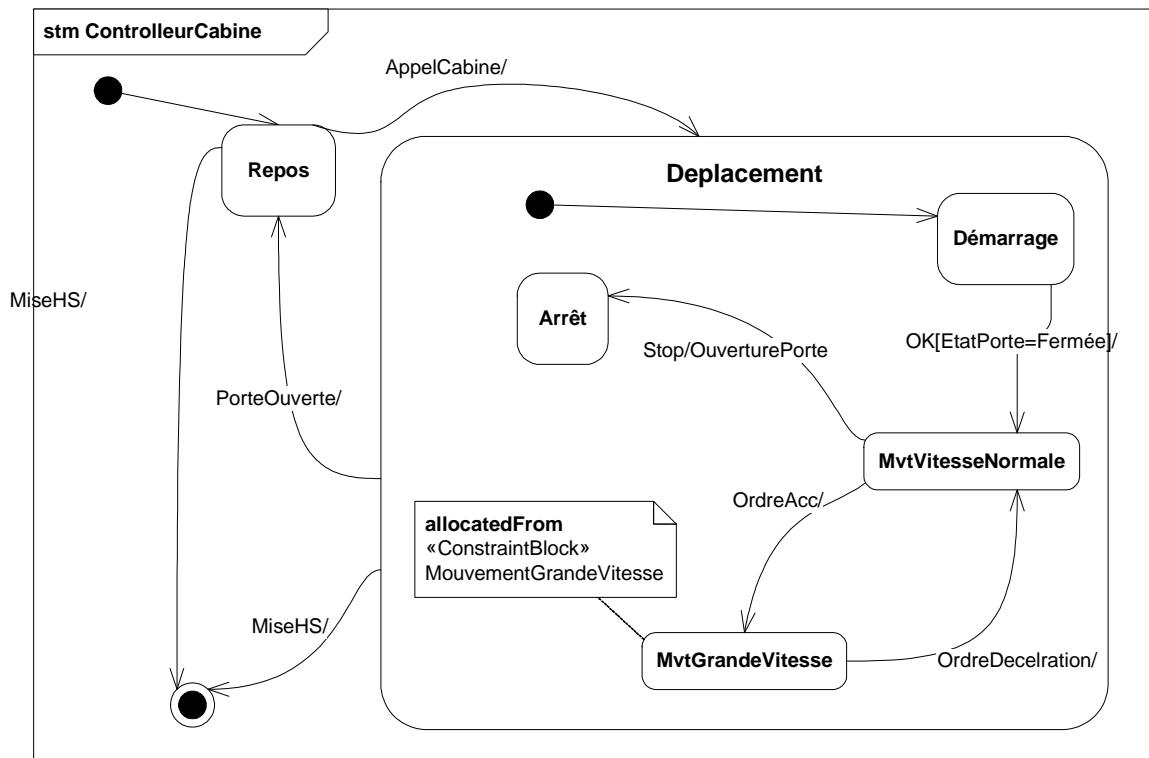 stm ControlleurCabine
AppelCabine/
Repos
Deplacement
Démarrage
MiseHS/
Arrêt
OK[EtatPorte=Fermée]/
Stop/OuverturePorte
PorteOuverte/
MvtVitesseNormale
OrdreAcc/
allocatedFrom
«ConstraintBlock»
MouvementGrandeVitesse
MiseHS/
MvtGrandeVitesse
OrdreDecelration/